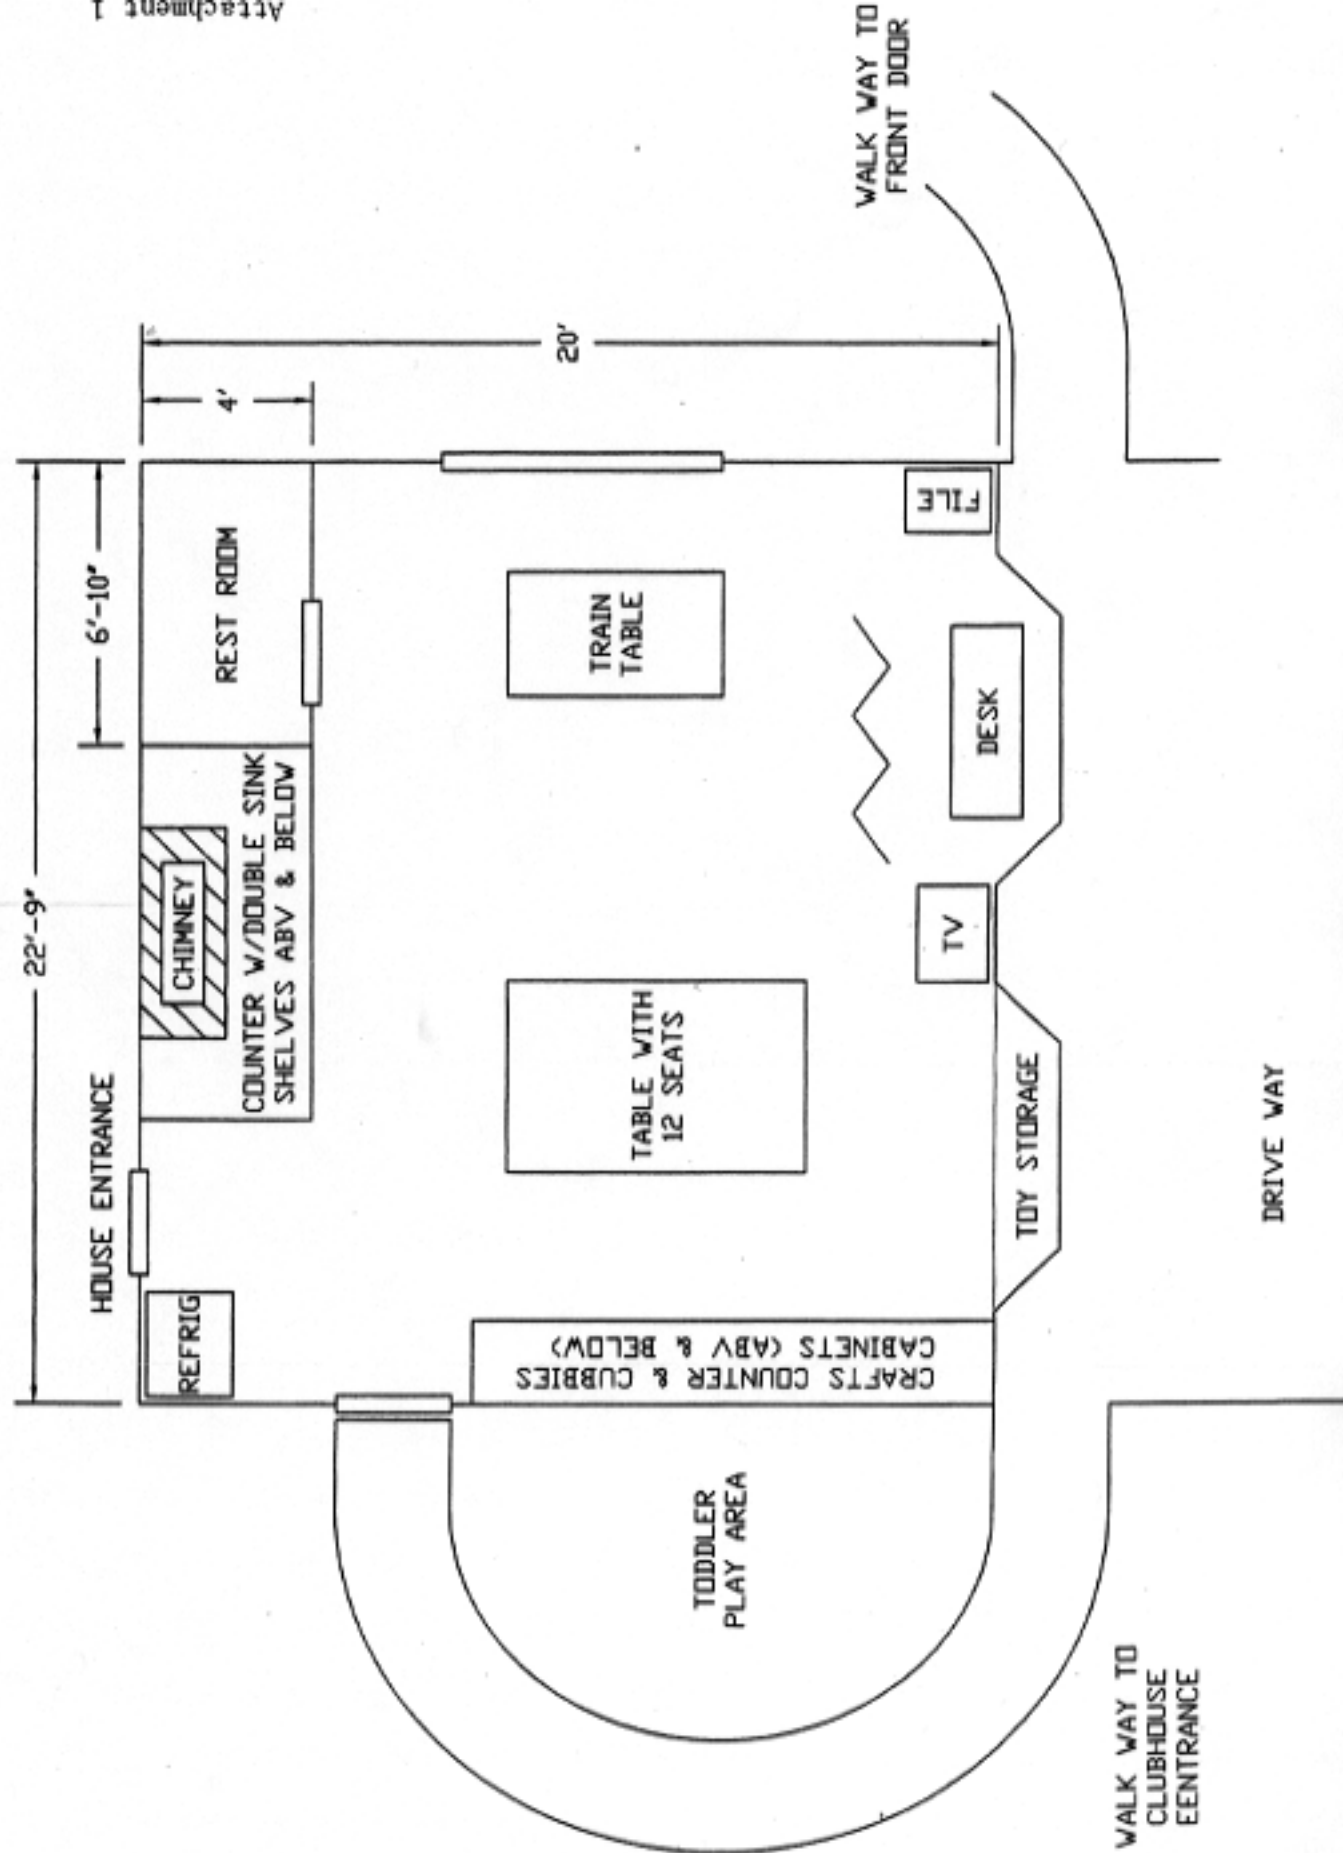 Attachment 1
22'-9"
6'-10"
4'
20'
HOUSE ENTRANCE
REFRIG
CHIMNEY
COUNTER W/DOUBLE SINK
SHELVES ABV & BELOW
REST ROOM
CRAFTS COUNTER & CUBBIES
CABINETS (ABV & BELOW)
TABLE WITH
12 SEATS
TRAIN
TABLE
TODDLER
PLAY AREA
TV
DESK
FILE
TOY STORAGE
WALK WAY TO
FRONT DOOR
WALK WAY TO
CLUBHOUSE
EENTRANCE
DRIVE WAY